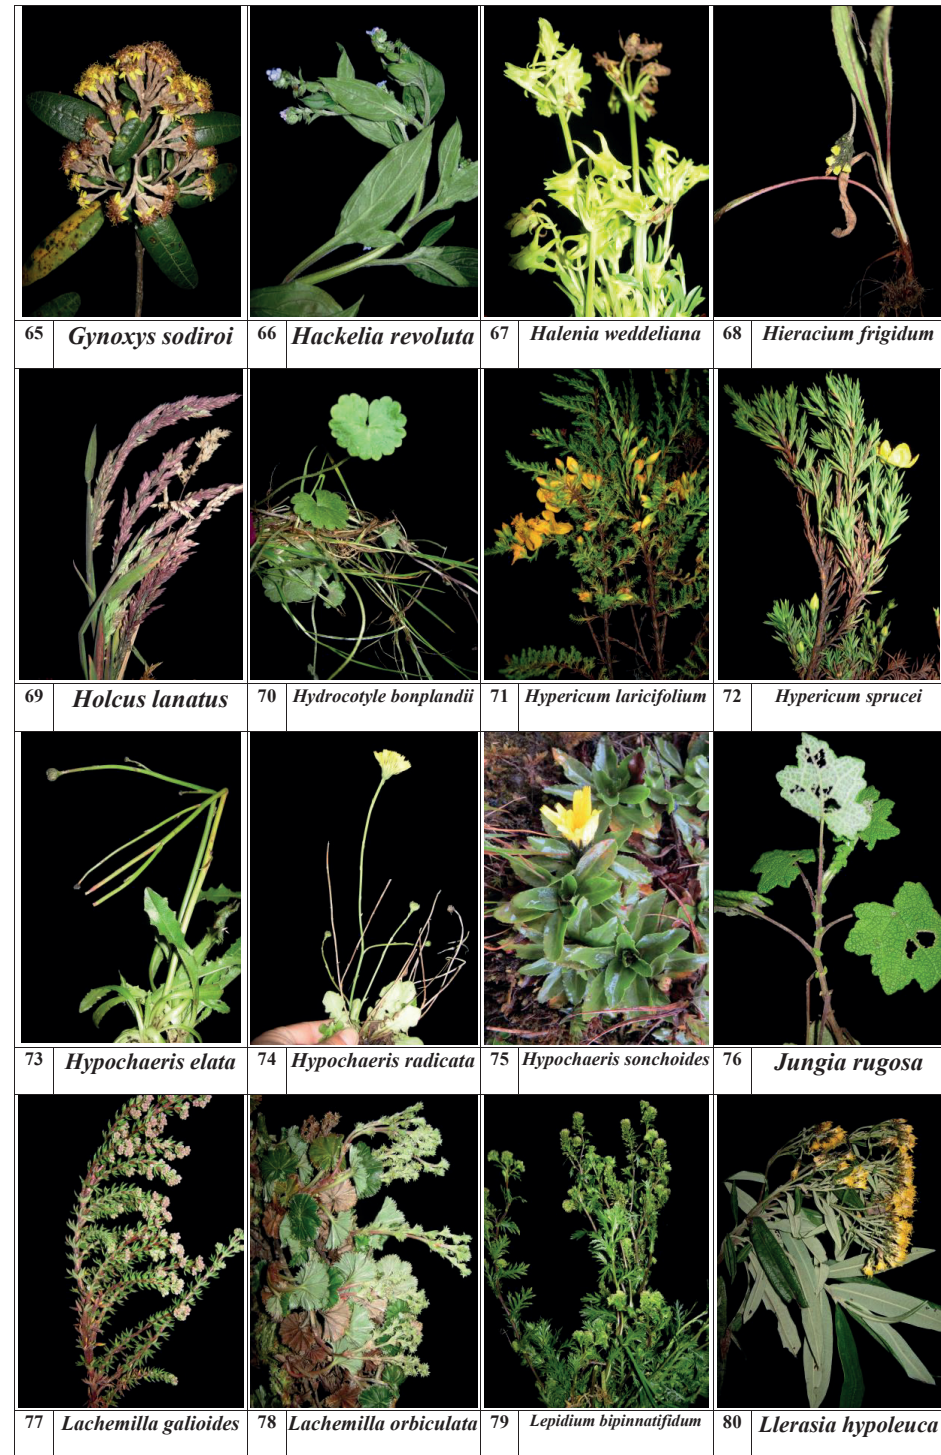 65 Gynoxys sodiroi 66 Hackelia revoluta 67 Halenia weddeliana 68 Hieracium frigidum
69 Holcus lanatus 70 Hydrocotyle bonplandii 71 Hypericum laricifolium 72 Hypericum sprucei
73 Hypochaeris elata 74 Hypochaeris radicata 75 Hypochaeris sonchoides 76 Jungia rugosa
77 Lachemilla galioides 78 Lachemilla orbiculata 79 Lepidium bipinnatifidum 80 Llerasia hypoleuca